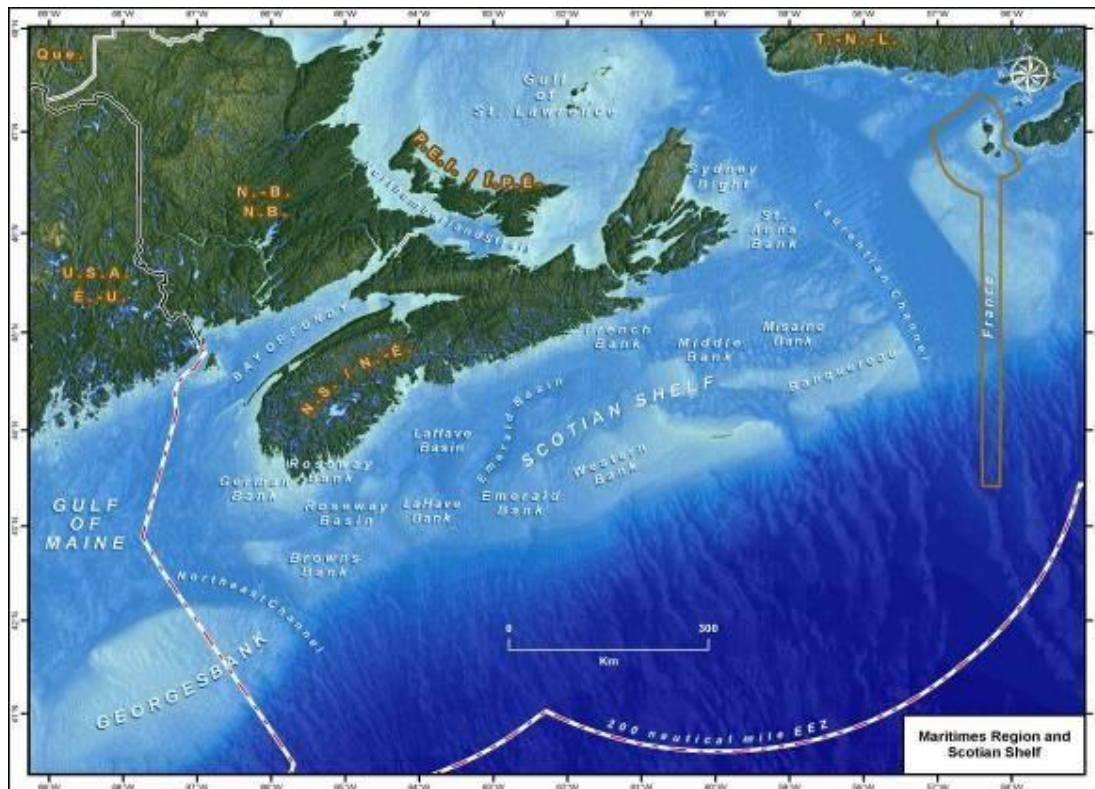 Que.
T.-N.-L.
Gulf
of
St. Lawrence
P.E.I. / I.p.E.
Northumberland Strait
Sydney
Bight
N.-B.
N.B.
St.
Anns
Bank
Laurentian Channel
U.S.A.
E.-U.
France
BAY OF FUNDY
French
Bank
Middle
Bank
Misaine
Bank
Banquereau
N.S. / N.-E.
Emerald Basin
SCOTIAN SHELF
LaHave
Basin
Western
Bank
Roseway
Bank
German
Bank
Emerald
Bank
LaHave
Bank
Roseway
Basin
GULF
OF
MAINE
Browns
Bank
Northeast Channel
GEORGES BANK
0 300
Km
200 nautical mile EEZ
Maritimes Region and
Scotian Shelf